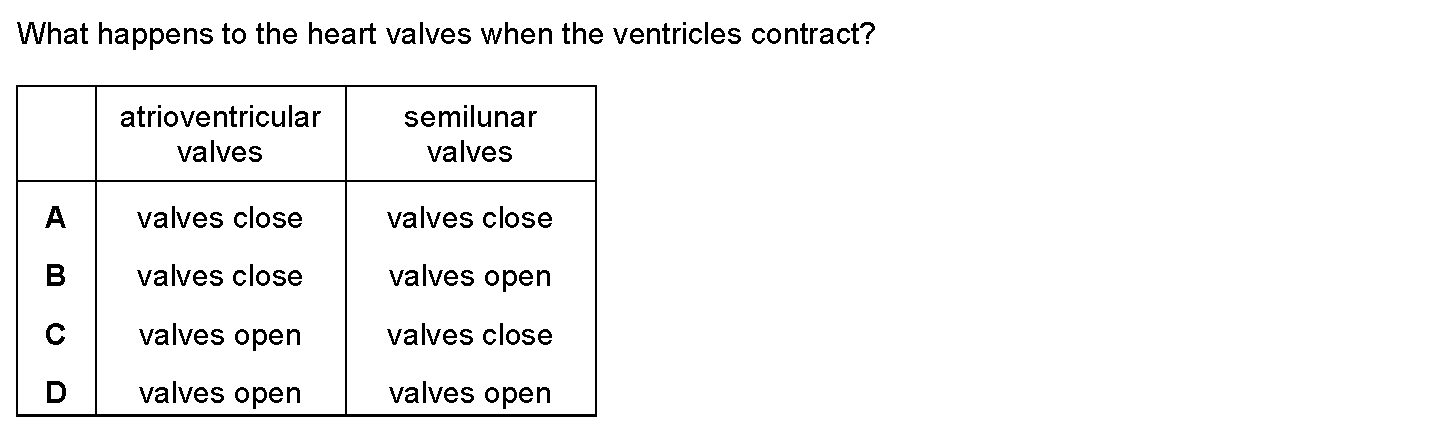 What happens to the heart valves when the ventricles contract?
atrioventricular valves semilunar valves
A valves close valves close
B valves close valves open
C valves open valves close
D valves open valves open